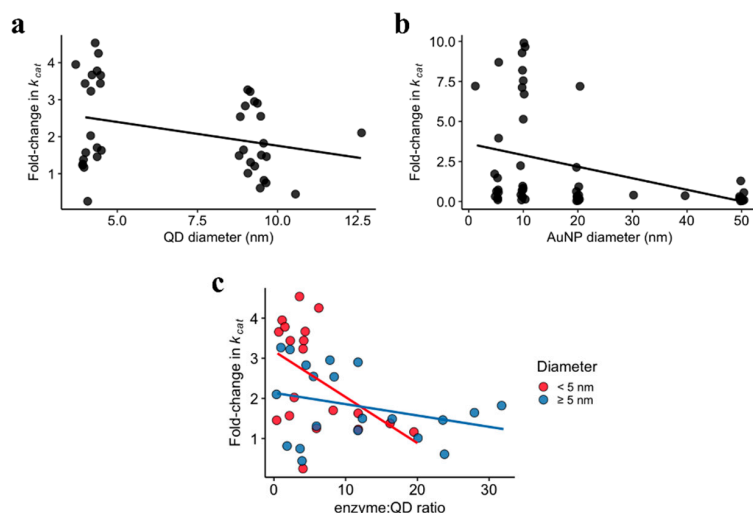 a
Fold-change in kcat
4
3
2
1
5.0
7.5
10.0
12.5
QD diameter (nm)
b
Fold-change in kcat
10.0
7.5
5.0
2.5
0.0
0
10
20
30
40
50
AuNP diameter (nm)
c
Fold-change in kcat
4
3
2
1
0
10
20
30
enzyme:QD ratio
Diameter
< 5 nm
≥ 5 nm